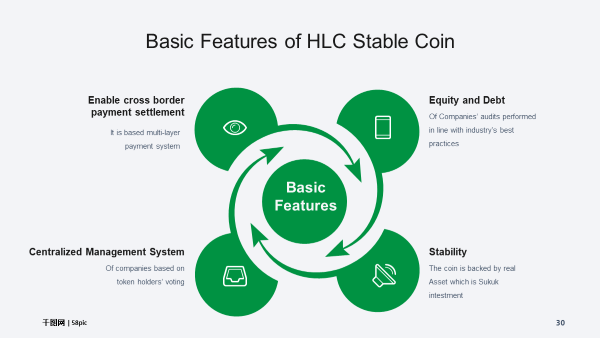 Basic Features of HLC Stable Coin
Enable cross border
payment settlement
It is based multi-layer
payment system
Equity and Debt
Of Companies' audits performed
in line with industry's best
practices
Basic
Features
Centralized Management System
Of companies based on
token holders' voting
Stability
The coin is backed by real
Asset which is Sukuk
intestment
千图网 | 58pic
30